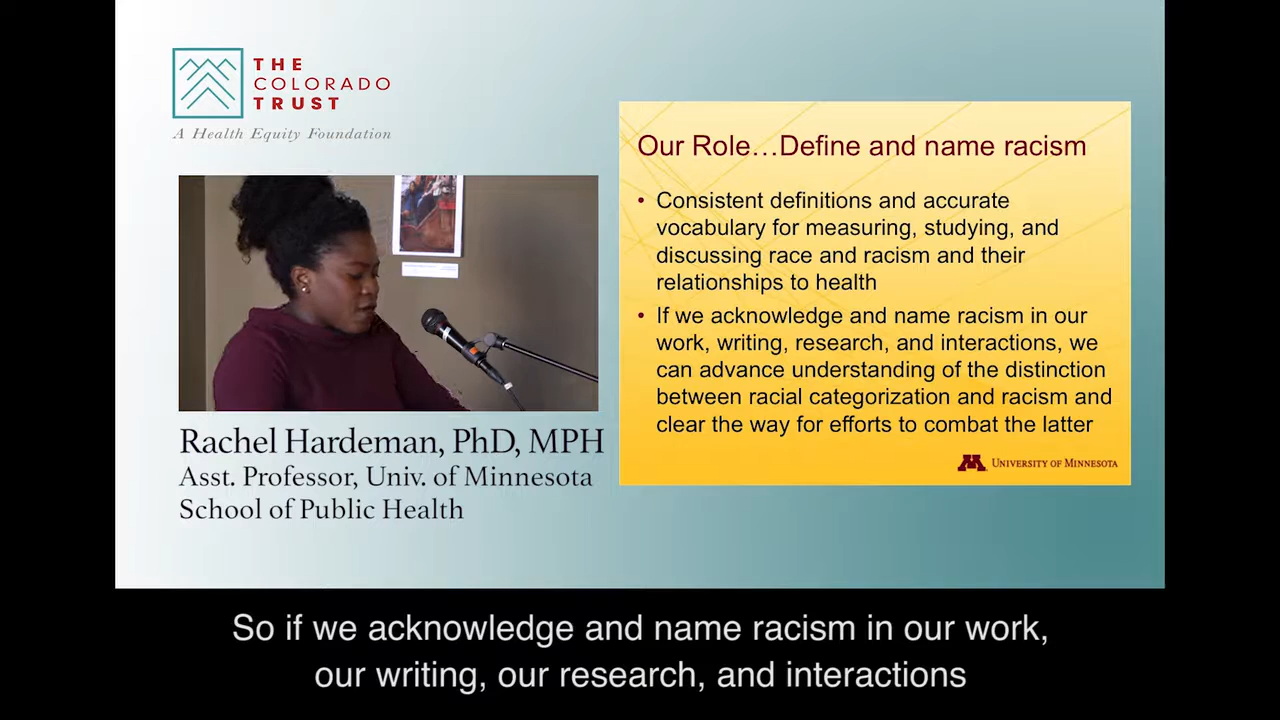 THE
COLORADO
TRUST
A Health Equity Foundation
Rachel Hardeman, PhD, MPH
Asst. Professor, Univ. of Minnesota
School of Public Health
Our Role…Define and name racism
• Consistent definitions and accurate
vocabulary for measuring, studying, and
discussing race and racism and their
relationships to health
• If we acknowledge and name racism in our
work, writing, research, and interactions, we
can advance understanding of the distinction
between racial categorization and racism and
clear the way for efforts to combat the latter
M UNIVERSITY OF MINNESOTA
So if we acknowledge and name racism in our work,
our writing, our research, and interactions